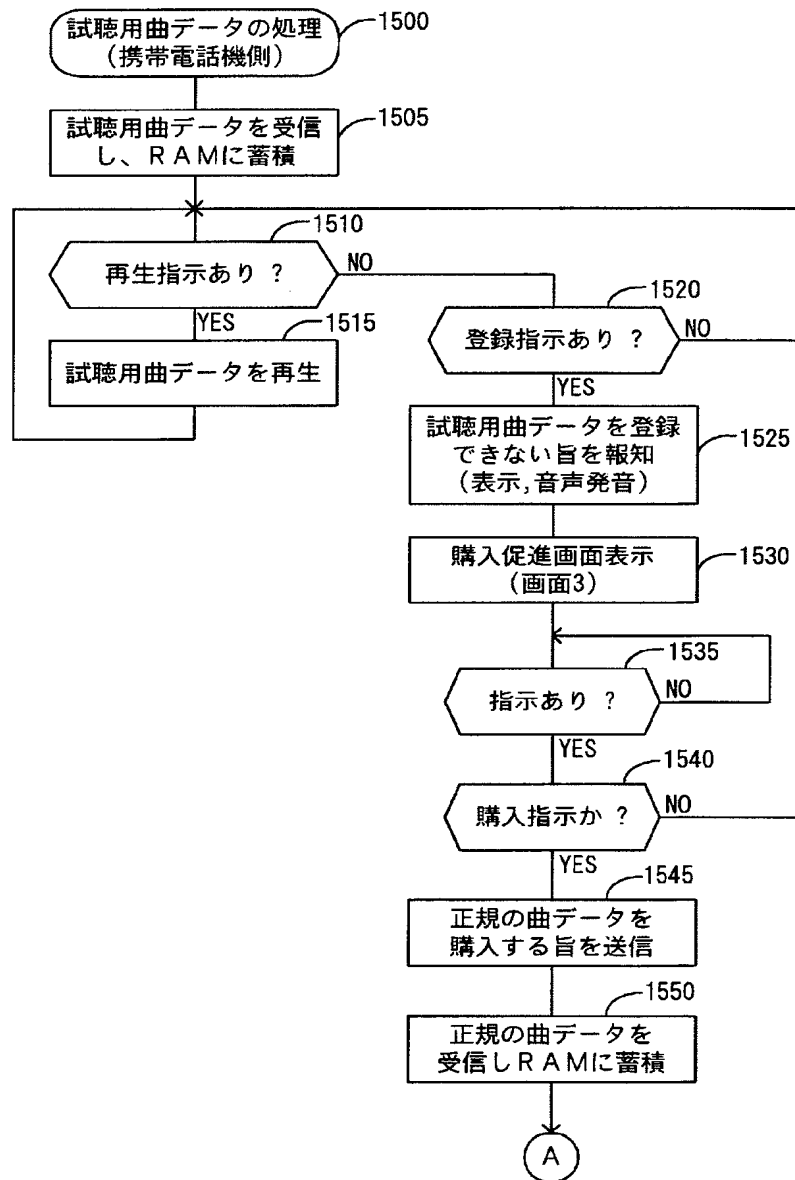 試聴用曲データの処理
(携帯電話機側)
1500
試聴用曲データを受信
し、RAMに蓄積
1505
再生指示あり ?
1510
NO
YES
試聴用曲データを再生
1515
登録指示あり ?
1520
NO
YES
試聴用曲データを登録
できない旨を報知
(表示,音声発音)
1525
購入促進画面表示
(画面3)
1530
指示あり ?
1535
NO
YES
購入指示か ?
1540
NO
YES
正規の曲データを
購入する旨を送信
1545
正規の曲データを
受信しRAMに蓄積
1550
A